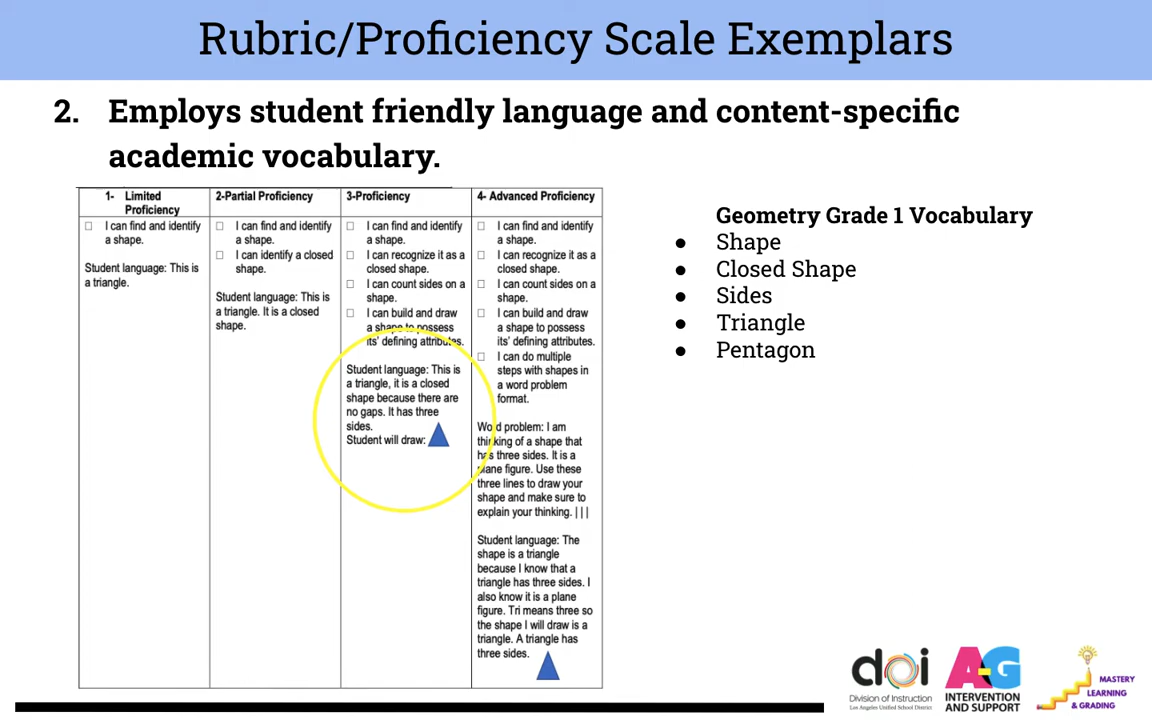 Rubric/Proficiency Scale Exemplars
2. Employs student friendly language and content-specific
academic vocabulary.
1- Limited
Proficiency
I can find and identify
a shape.
Student language: This is
a triangle.
2-Partial Proficiency
I can find and identify
a shape.
I can identify a closed
shape.
Student language: This is
a triangle. It is a closed
shape.
3-Proficiency
I can find and identify
a shape.
I can recognize it as a
closed shape.
I can count sides on a
shape.
I can build and draw
a shape to possess
its' defining attributes.
Student language: This is
a triangle, it is a closed
shape because there are
no gaps. It has three
sides.
Student will draw:
4- Advanced Proficiency
I can find and identify
a shape.
I can recognize it as a
closed shape.
I can count sides on a
shape.
I can build and draw
a shape to possess
its' defining attributes.
I can do multiple
steps with shapes in
a word problem
format.
Word problem: I am
thinking of a shape that
has three sides. It is a
plane figure. Use these
three lines to draw your
shape and make sure to
explain your thinking. | | |
Student language: The
shape is a triangle
because I know that a
triangle has three sides. I
also know it is a plane
figure. Tri means three so
the shape I will draw is a
triangle. A triangle has
three sides.
Geometry Grade 1 Vocabulary
● Shape
● Closed Shape
● Sides
● Triangle
● Pentagon
doi
Division of Instruction
Los Angeles Unified School District
A-G
INTERVENTION
AND SUPPORT
MASTERY
LEARNING
& GRADING